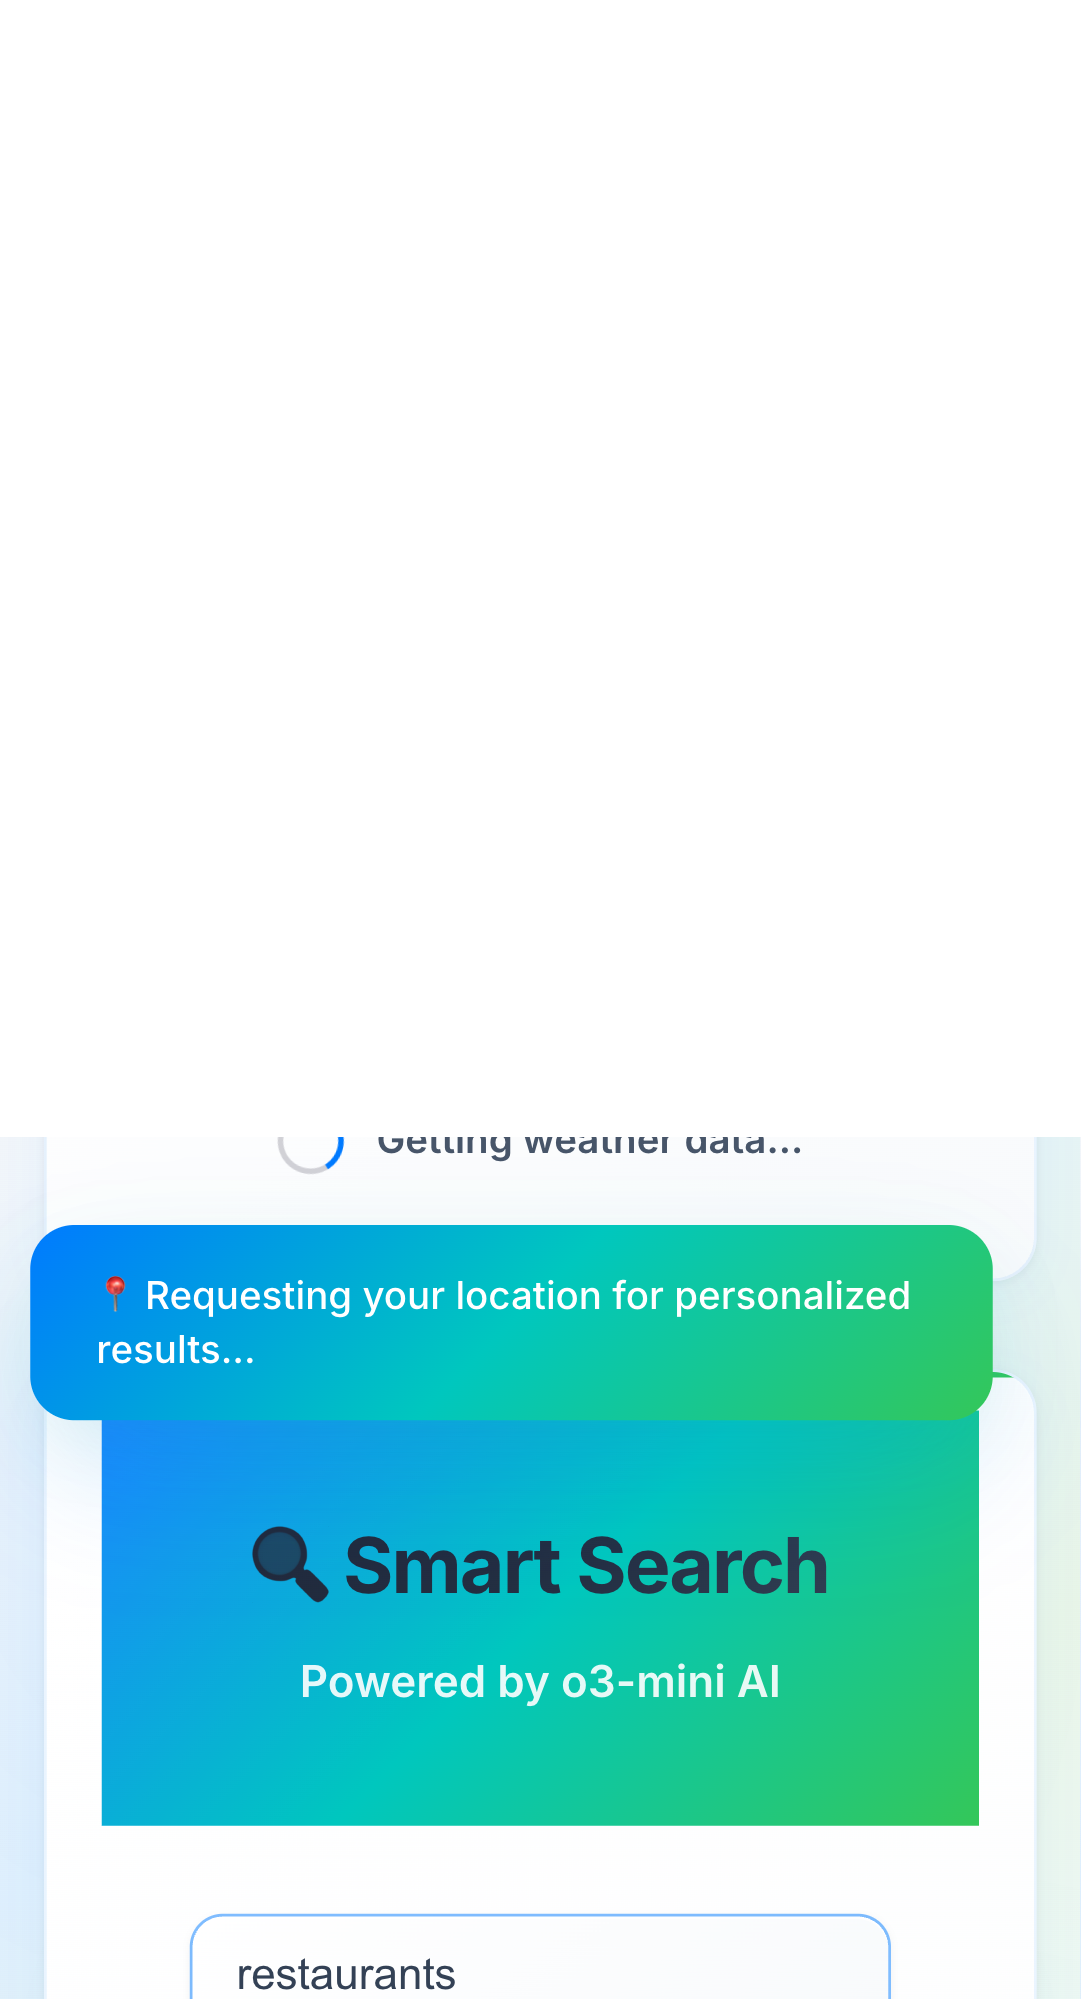 Getting weather data...
📍 Requesting your location for personalized
results...
🔍 Smart Search
Powered by o3-mini AI
restaurants